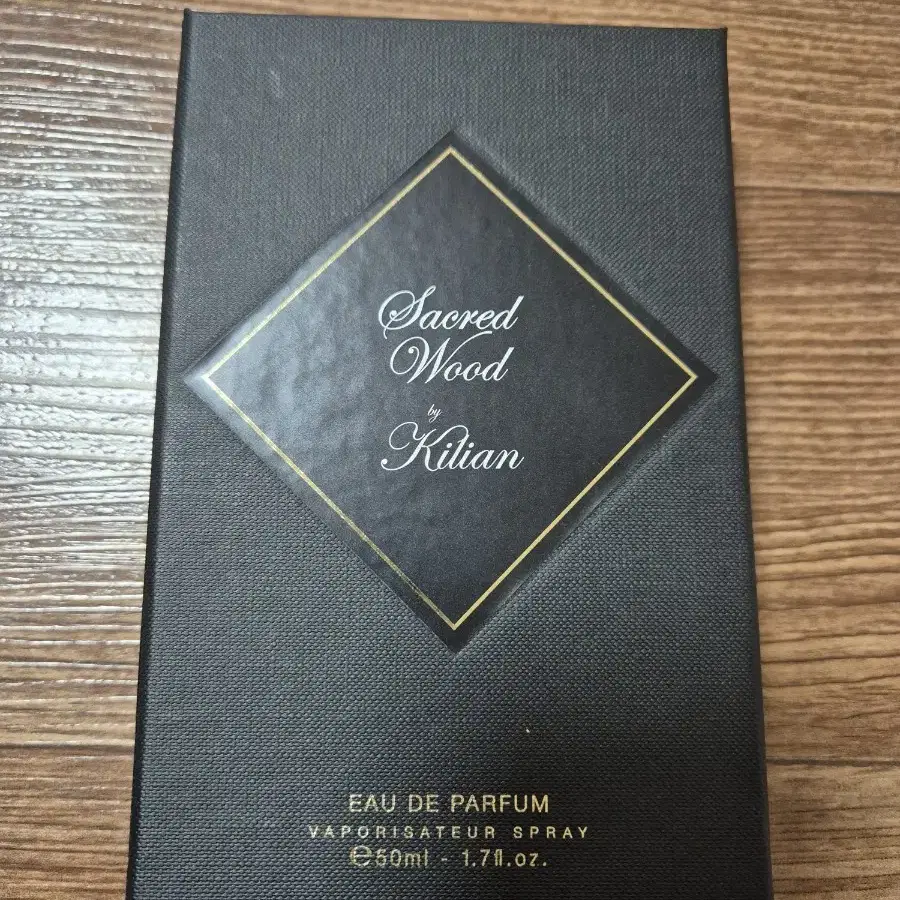 Sacred
Wood
by
Kilian
EAU DE PARFUM
VAPORISATEUR SPRAY
℮50ml - 1.7fl.oz.